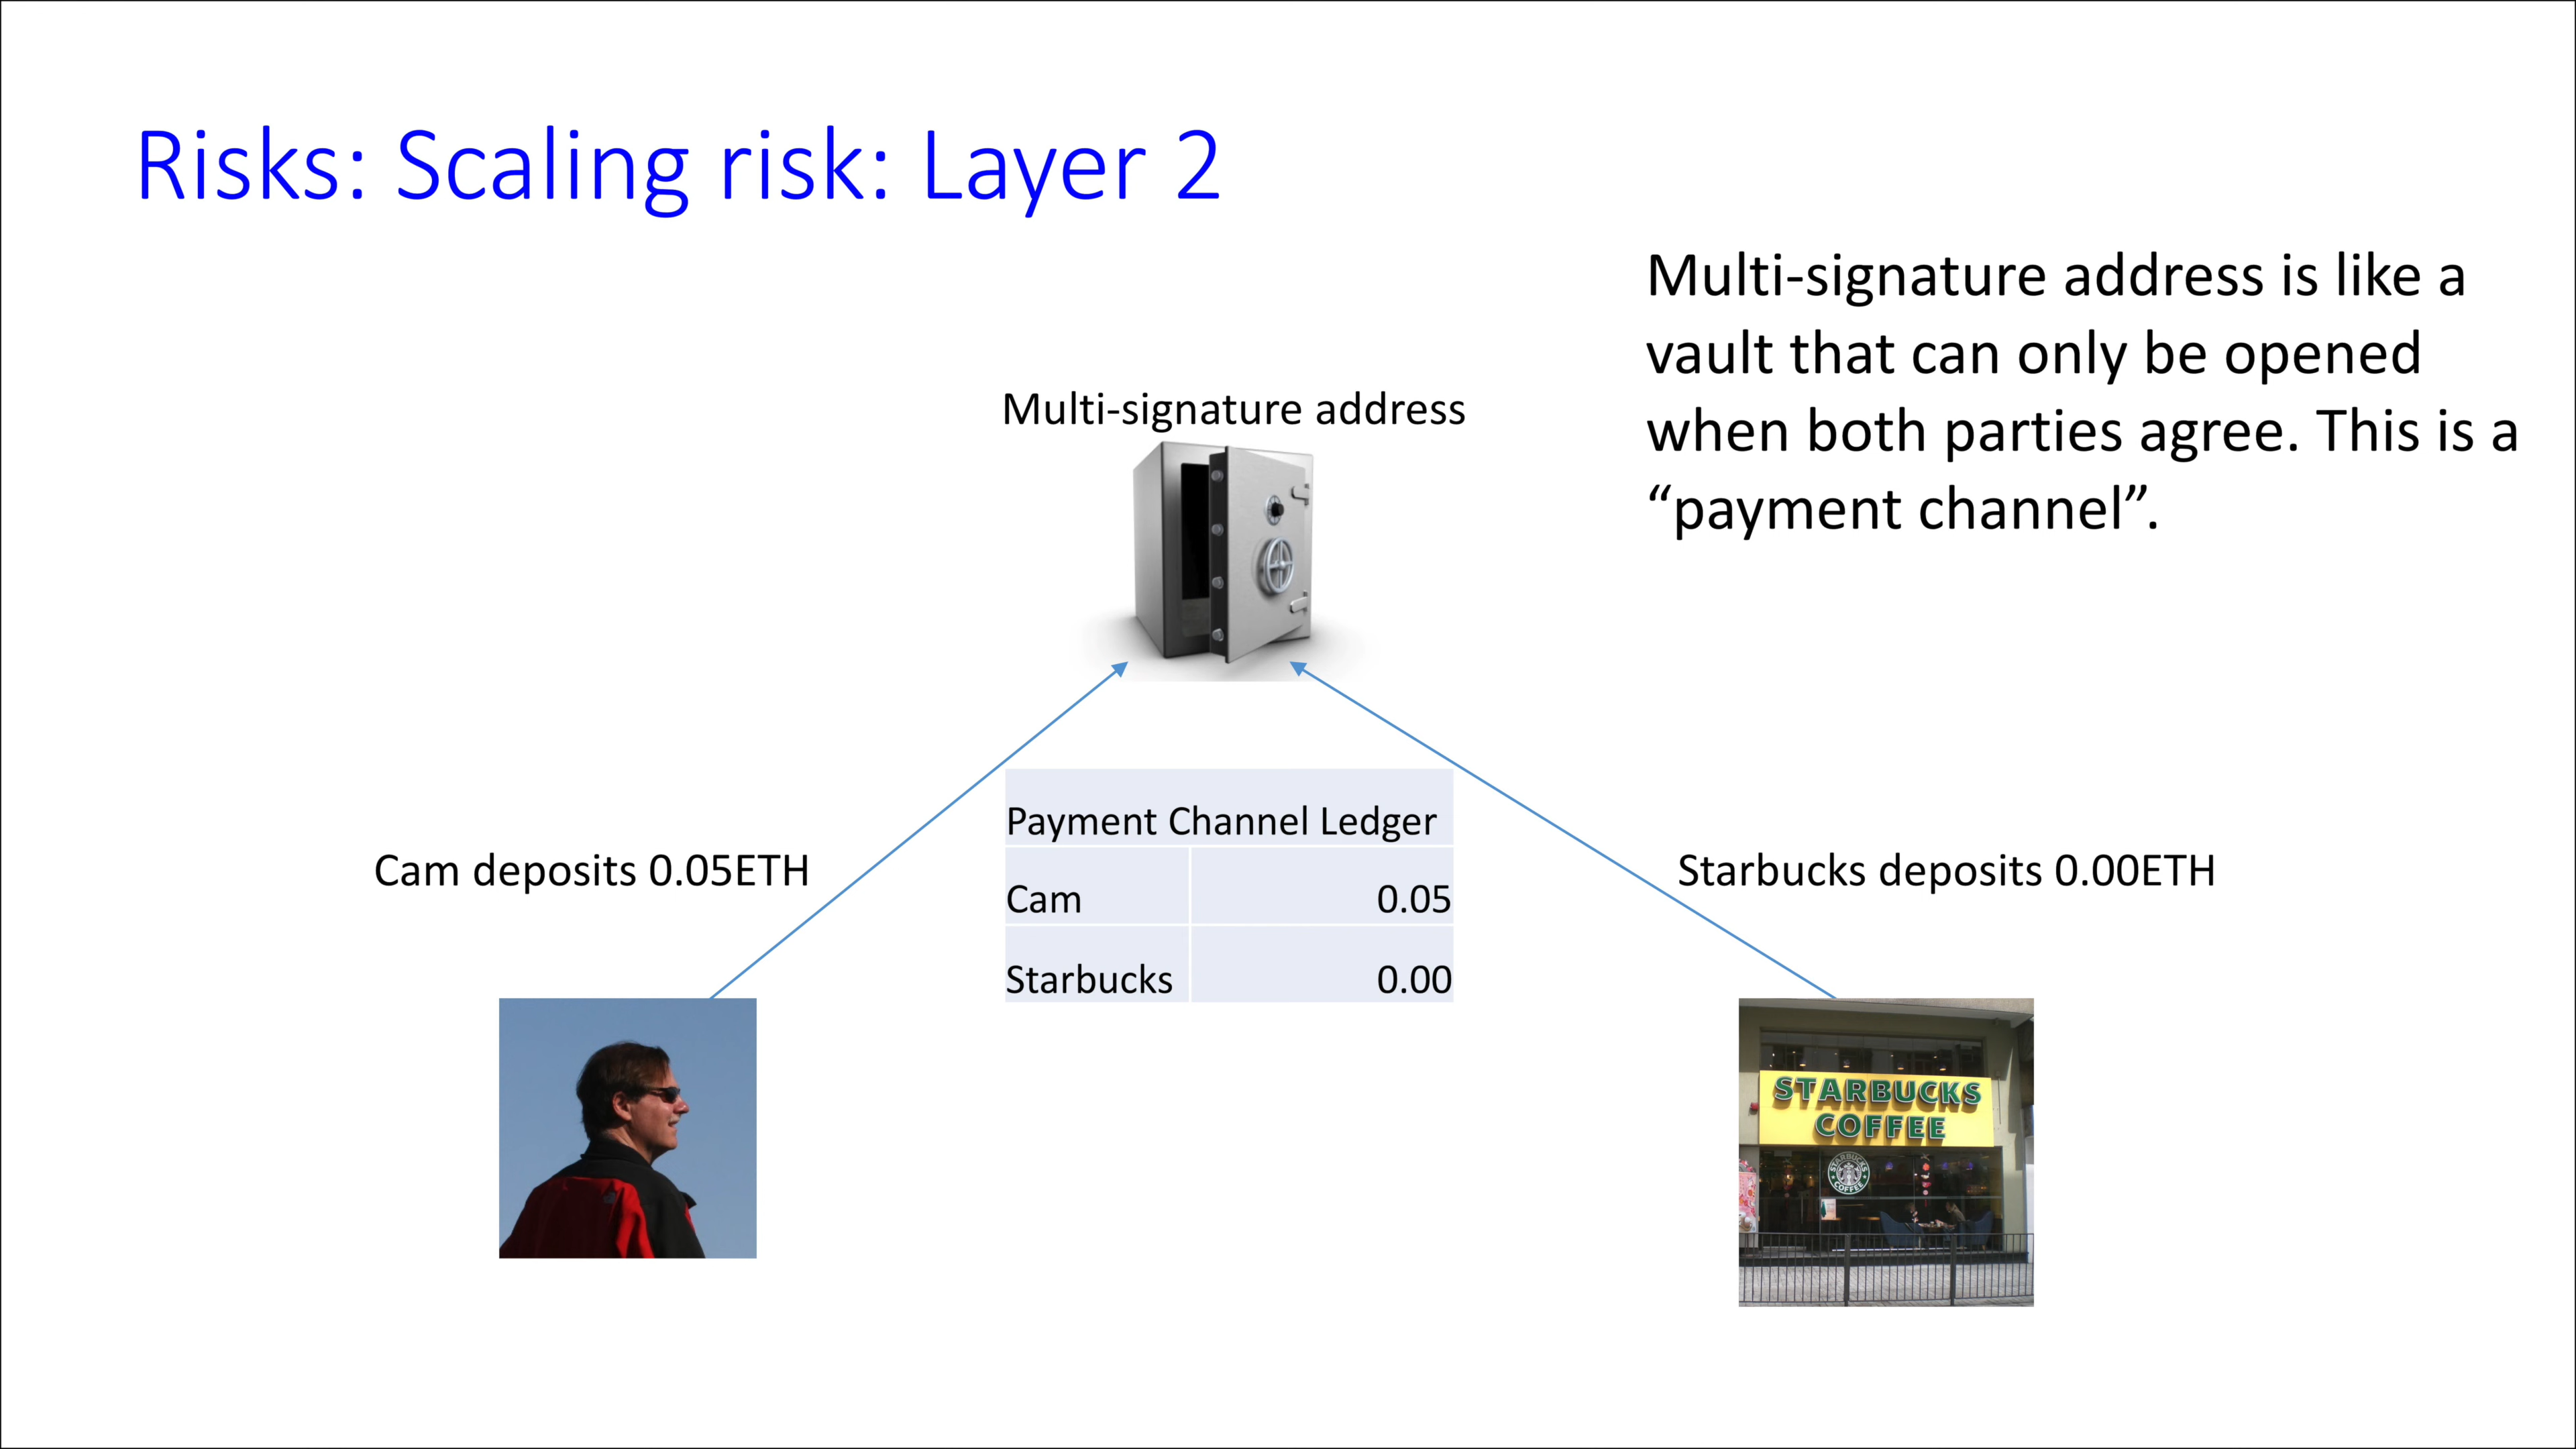 Risks: Scaling risk: Layer 2
Multi-signature address is like a
vault that can only be opened
when both parties agree. This is a
“payment channel”.
Multi-signature address
Payment Channel Ledger
Cam 0.05
Starbucks 0.00
Cam deposits 0.05ETH
Starbucks deposits 0.00ETH
STARBUCKS
COFFEE
STARBUCKS
COFFEE